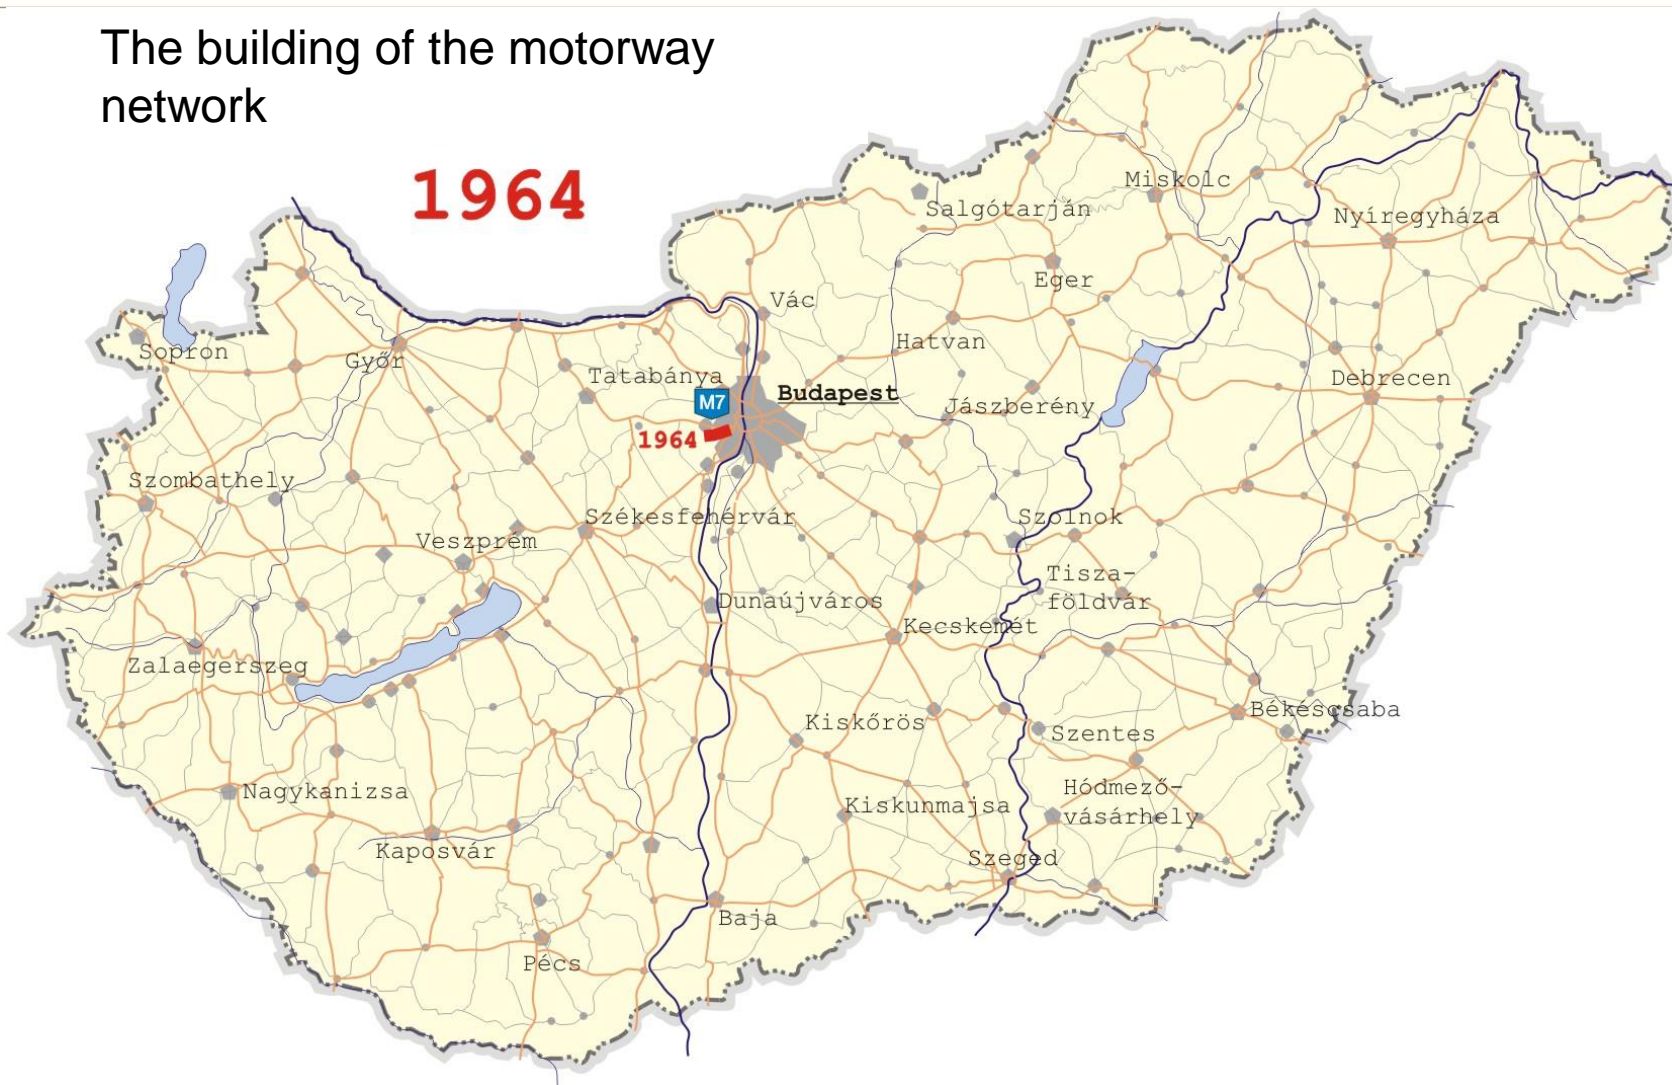 The building of the motorway
network
1964
Miskolc
Salgótarján
Nyíregyháza
Eger
Vác
Sopron
Győr
Hatvan
Tatabánya
Budapest
Debrecen
M7
Jászberény
1964
Szombathely
Székesfehérvár
Szolnok
Veszprém
Tisza-
földvár
Dunaújváros
Kecskemét
Zalaegerszeg
Békéscsaba
Kiskőrös
Szentes
Nagykanizsa
Hódmező-
vásárhely
Kiskunmajsa
Kaposvár
Szeged
Baja
Pécs